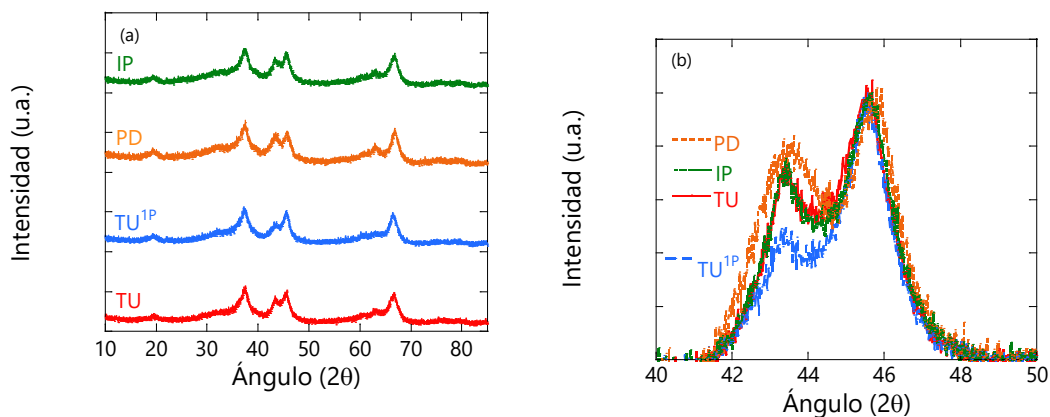 (a)
IP
PD
TU¹ᴾ
TU
Intensidad (u.a.)
10 20 30 40 50 60 70 80
Ángulo (2θ)
(b)
PD
IP
TU
TU¹ᴾ
Intensidad (u.a.)
40 42 44 46 48 50
Ángulo (2θ)